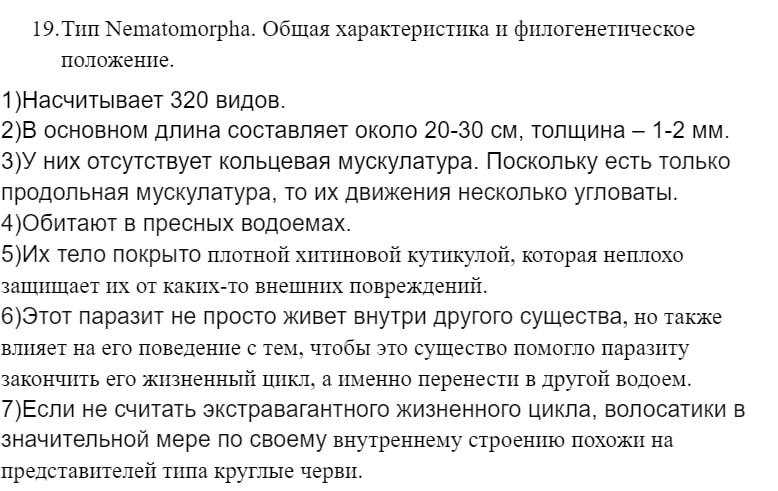 19.Тип Nematomorpha. Общая характеристика и филогенетическое
положение.
1)Насчитывает 320 видов.
2)В основном длина составляет около 20-30 см, толщина – 1-2 мм.
3)У них отсутствует кольцевая мускулатура. Поскольку есть только
продольная мускулатура, то их движения несколько угловаты.
4)Обитают в пресных водоемах.
5)Их тело покрыто плотной хитиновой кутикулой, которая неплохо
защищает их от каких-то внешних повреждений.
6)Этот паразит не просто живет внутри другого существа, но также
влияет на его поведение с тем, чтобы это существо помогло паразиту
закончить его жизненный цикл, а именно перенести в другой водоем.
7)Если не считать экстравагантного жизненного цикла, волосатики в
значительной мере по своему внутреннему строению похожи на
представителей типа круглые черви.